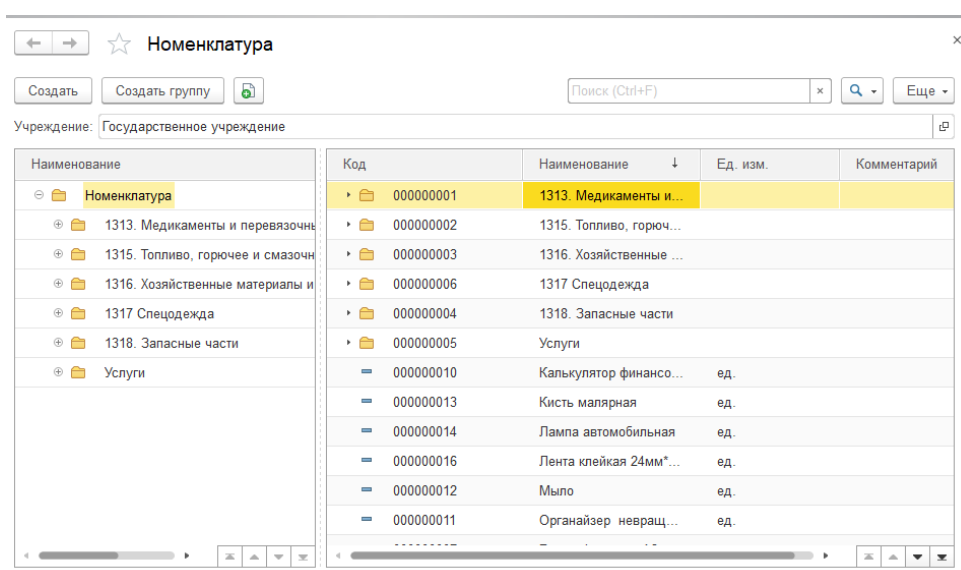 Номенклатура
Создать Создать группу Поиск (Ctrl+F) Еще
Учреждение: Государственное учреждение
Наименование
Номенклатура
1313. Медикаменты и перевязочнь
1315. Топливо, горючее и смазочн
1316. Хозяйственные материалы и
1317 Спецодежда
1318. Запасные части
Услуги
Код Наименование ↓ Ед. изм. Комментарий
000000001 1313. Медикаменты и...
000000002 1315. Топливо, горюч...
000000003 1316. Хозяйственные ...
000000006 1317 Спецодежда
000000004 1318. Запасные части
000000005 Услуги
000000010 Калькулятор финансо... ед.
000000013 Кисть малярная ед.
000000014 Лампа автомобильная ед.
000000016 Лента клейкая 24мм*... ед.
000000012 Мыло ед.
000000011 Органайзер невращ... ед.